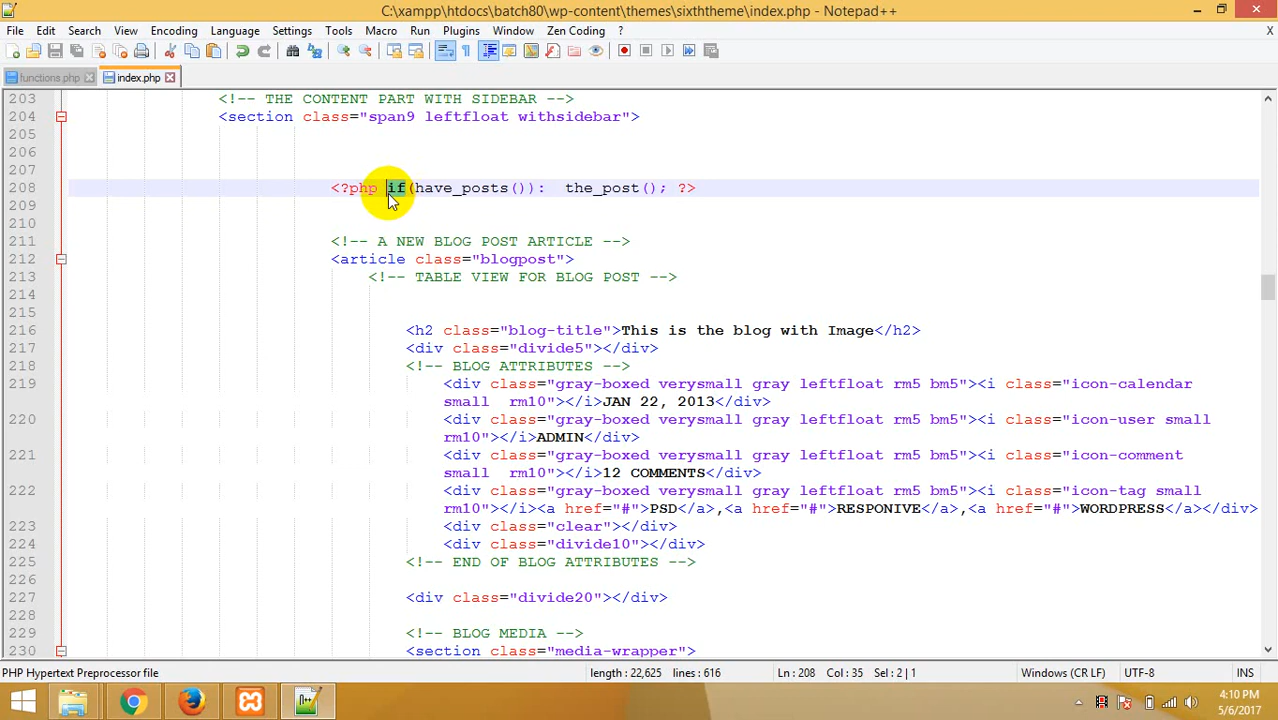 C:\xampp\htdocs\batch80\wp-content\themes\sixththeme\index.php - Notepad++
File Edit Search View Encoding Language Settings Tools Macro Run Plugins Window Zen Coding ? X
functions.php index.php
203 <!-- THE CONTENT PART WITH SIDEBAR -->
204 <section class="span9 leftfloat withsidebar">
205
206
207
208 <?php if(have_posts()):  the_post(); ?>
209
210
211 <!-- A NEW BLOG POST ARTICLE -->
212 <article class="blogpost">
213 <!-- TABLE VIEW FOR BLOG POST -->
214
215
216 <h2 class="blog-title">This is the blog with Image</h2>
217 <div class="divide5"></div>
218 <!-- BLOG ATTRIBUTES -->
219 <div class="gray-boxed verysmall gray leftfloat rm5 bm5"><i class="icon-calendar
small  rm10"></i>JAN 22, 2013</div>
220 <div class="gray-boxed verysmall gray leftfloat rm5 bm5"><i class="icon-user small
rm10"></i>ADMIN</div>
221 <div class="gray-boxed verysmall gray leftfloat rm5 bm5"><i class="icon-comment
small  rm10"></i>12 COMMENTS</div>
222 <div class="gray-boxed verysmall gray leftfloat rm5 bm5"><i class="icon-tag small
rm10"></i><a href="#">PSD</a>,<a href="#">RESPONIVE</a>,<a href="#">WORDPRESS</a></div>
223 <div class="clear"></div>
224 <div class="divide10"></div>
225 <!-- END OF BLOG ATTRIBUTES -->
226
227 <div class="divide20"></div>
228
229 <!-- BLOG MEDIA -->
230 <section class="media-wrapper">
PHP Hypertext Preprocessor file length : 22,625 lines : 616 Ln : 208 Col : 35 Sel : 2 | 1 Windows (CR LF) UTF-8 INS
4:10 PM
5/6/2017